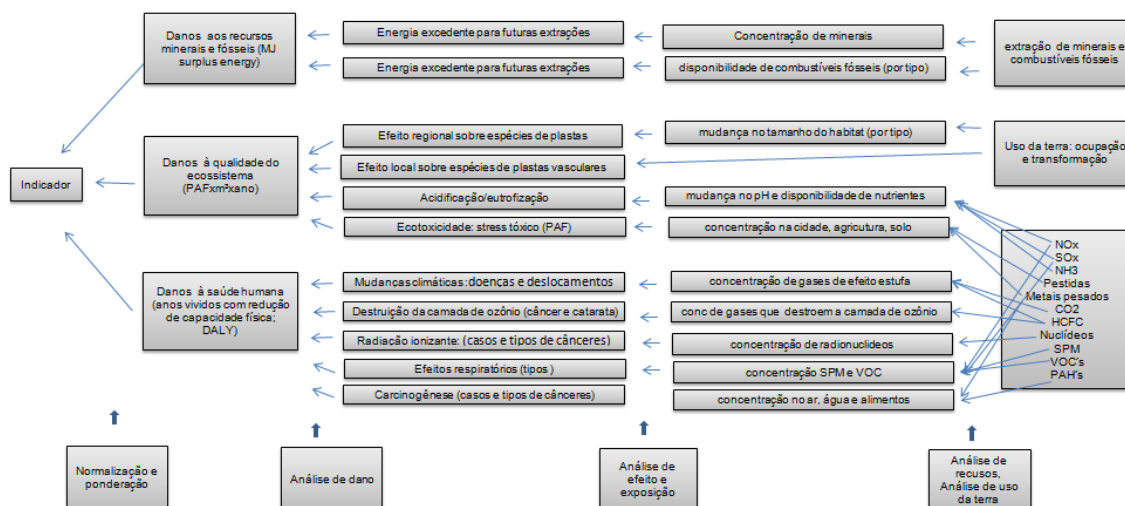 Danos aos recursos
minerais e fósseis (MJ
surplus energy)
Energia excedente para futuras extrações
Concentração de minerais
extração de minerais e
combustíveis fósseis
Energia excedente para futuras extrações
disponibilidade de combustíveis fósseis (por tipo)
Indicador
Danos à qualidade do
ecossistema
(PAFxm²xano)
Efeito regional sobre espécies de plastas
mudança no tamanho do habitat (por tipo)
Uso da terra: ocupação
e transformação
Efeito local sobre espécies de plastas vasculares
Acidificação/eutrofização
mudança no pH e disponibilidade de nutrientes
Ecotoxicidade: stress tóxico (PAF)
concentração na cidade, agricutura, solo
NOx
SOx
NH3
Pestidas
Metais pesados
CO2
HCFC
Nuclídeos
SPM
VOC's
PAH's
Danos à saúde humana
(anos vividos com redução
de capacidade física;
DALY)
Mudanças climáticas: doenças e deslocamentos
concentração de gases de efeito estufa
Destruição da camada de ozônio (câncer e catarata)
conc de gases que destroem a camada de ozônio
Radiação ionizante: (casos e tipos de cânceres)
concentração de radionuclideos
Efeitos respiratórios (tipos )
concentração SPM e VOC
Carcinogênese (casos e tipos de cânceres)
concentração no ar, água e alimentos
Normalização e
ponderação
Análise de dano
Análise de
efeito e
exposição
Análise de
recusos,
Análise de uso
da terra